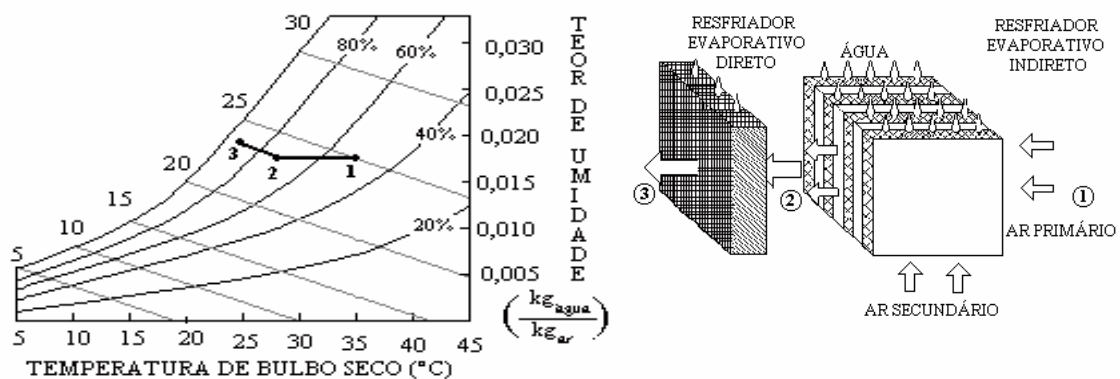 30
80%
60%
25
40%
20
3
2
1
15
10
20%
5
0,030
0,025
0,020
0,015
0,010
0,005
TEOR DE UMIDADE
(kg_agua / kg_ar)
5 10 15 20 25 30 35 40 45
TEMPERATURA DE BULBO SECO (°C)
RESFRIADOR
EVAPORATIVO
DIRETO
ÁGUA
RESFRIADOR
EVAPORATIVO
INDIRETO
3
2
1
AR PRIMÁRIO
AR SECUNDÁRIO